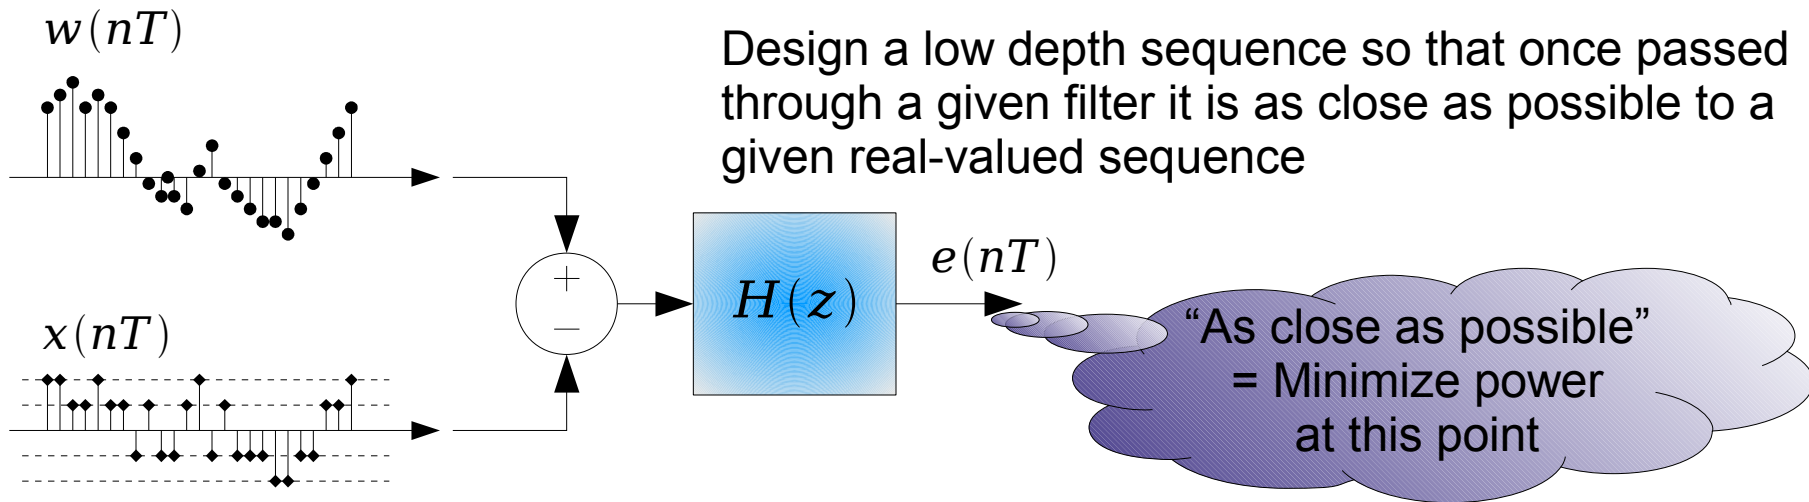 w(nT)
Design a low depth sequence so that once passed
through a given filter it is as close as possible to a
given real-valued sequence
+
−
H(z)
e(nT)
x(nT)
“As close as possible”
= Minimize power
at this point